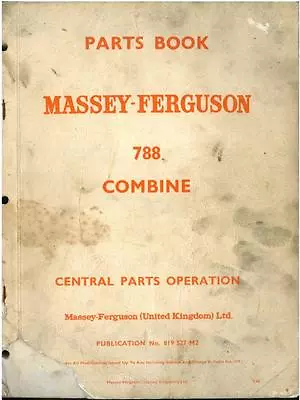 PARTS BOOK
MASSEY-FERGUSON
788
COMBINE
CENTRAL PARTS OPERATION
Massey-Ferguson (United Kingdom) Ltd.
PUBLICATION No. 819 527 M2